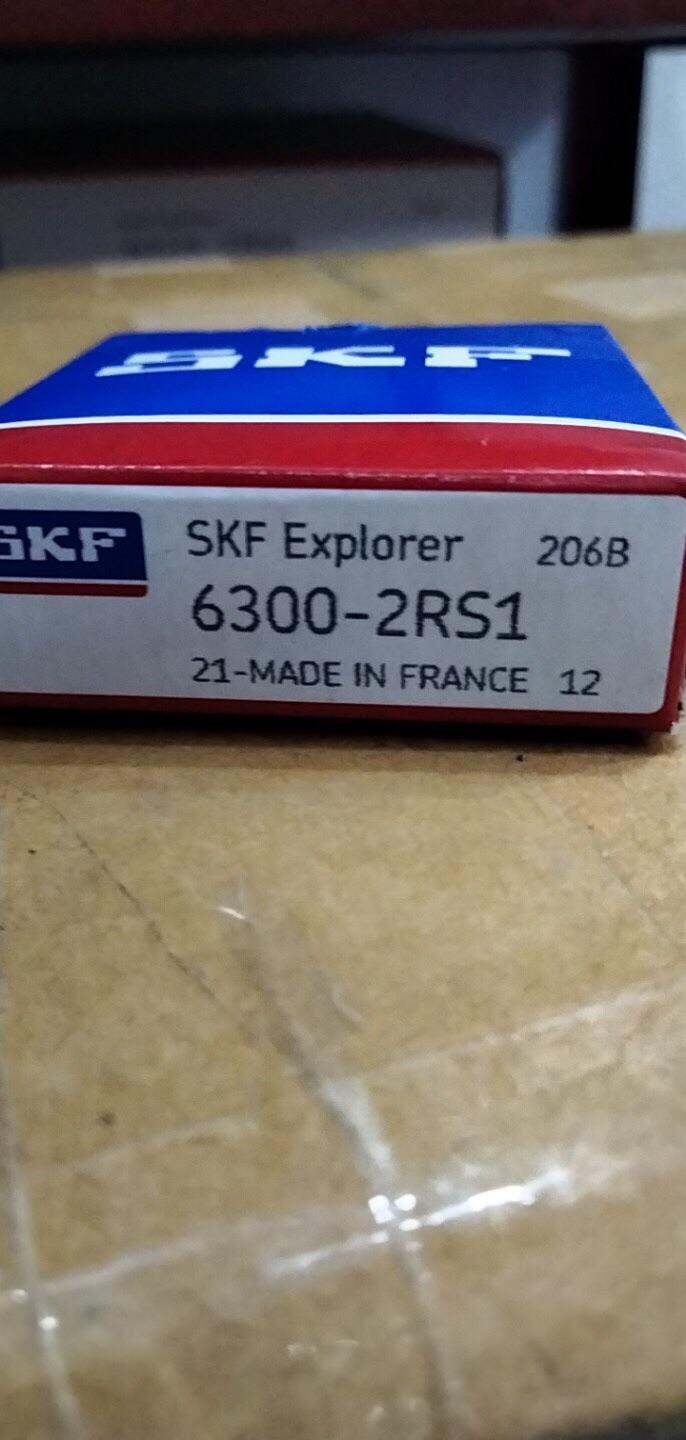 SKF
SKF
SKF Explorer 206B
6300-2RS1
21-MADE IN FRANCE 12